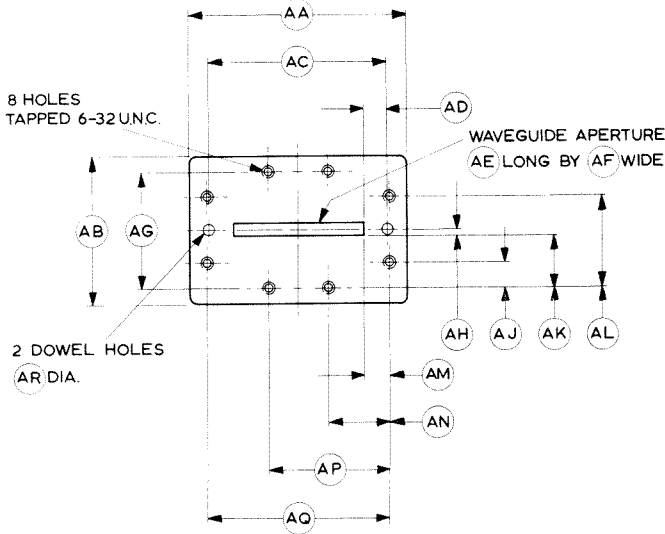 AA
AC
8 HOLES
TAPPED 6-32 U.N.C.
AD
WAVEGUIDE APERTURE
AE LONG BY AF WIDE
AB
AG
AH
AJ
AK
AL
2 DOWEL HOLES
AR DIA.
AM
AN
AP
AQ